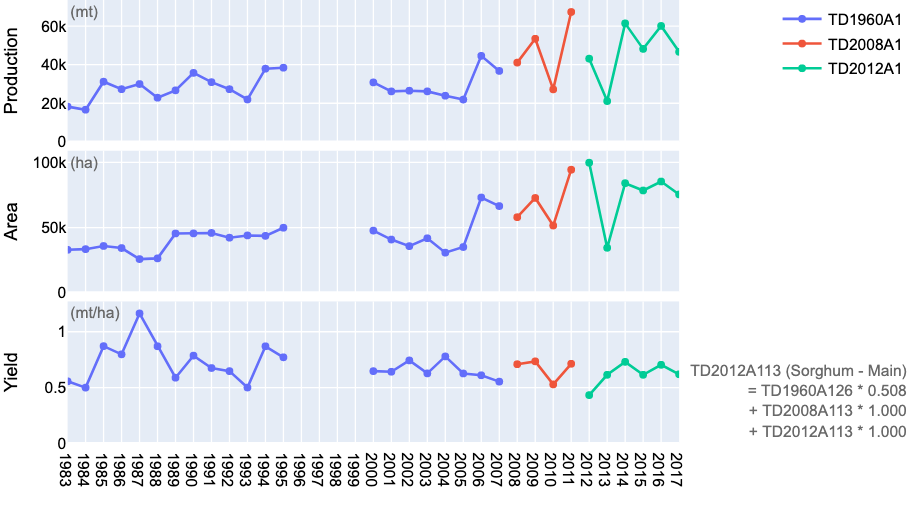 Production
(mt)
60k
40k
20k
0
TD1960A1
TD2008A1
TD2012A1
Area
(ha)
100k
50k
0
Yield
(mt/ha)
1
0.5
0
TD2012A113 (Sorghum - Main)
= TD1960A126 * 0.508
+ TD2008A113 * 1.000
+ TD2012A113 * 1.000
1983
1984
1985
1986
1987
1988
1989
1990
1991
1992
1993
1994
1995
1996
1998
1999
2000
2001
2002
2003
2004
2005
2006
2007
2008
2009
2010
2011
2012
2013
2014
2015
2016
2017